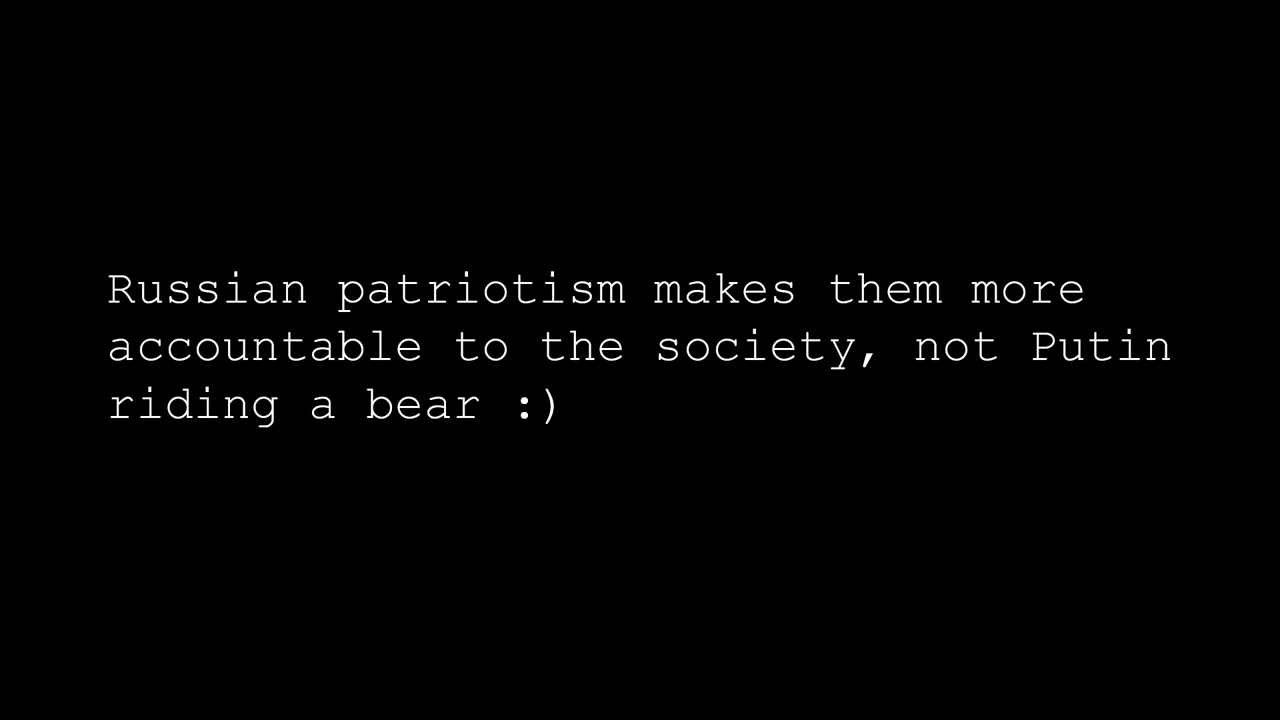 Russian patriotism makes them more
accountable to the society, not Putin
riding a bear :)